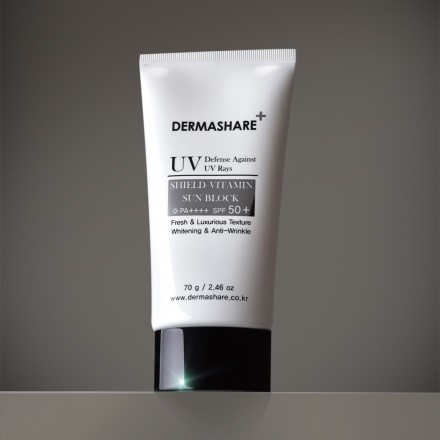 DERMASHARE+
UV Defense Against
UV Rays
SHIELD VITAMIN
SUN BLOCK
PA++++ SPF 50+
Fresh & Luxurious Texture
Whitening & Anti-Wrinkle
70 g / 2,46 oz
www.dermashare,co,kr